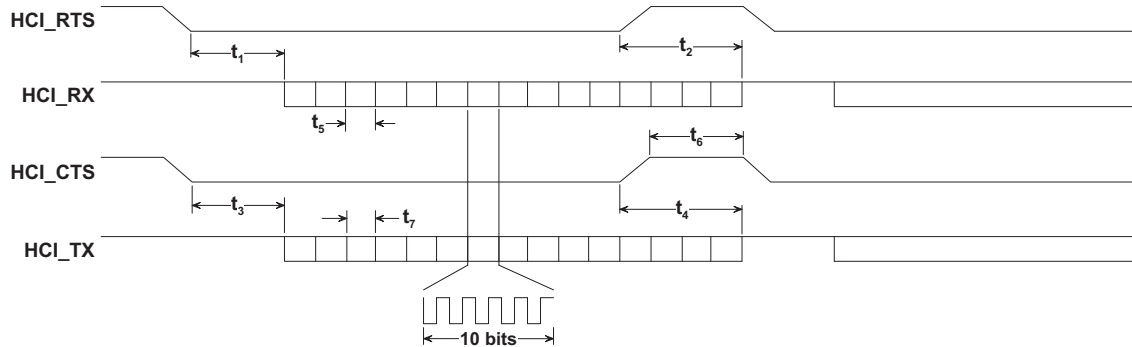 HCI_RTS
t1
t2
HCI_RX
t5
t6
HCI_CTS
t3
t7
t4
HCI_TX
10 bits